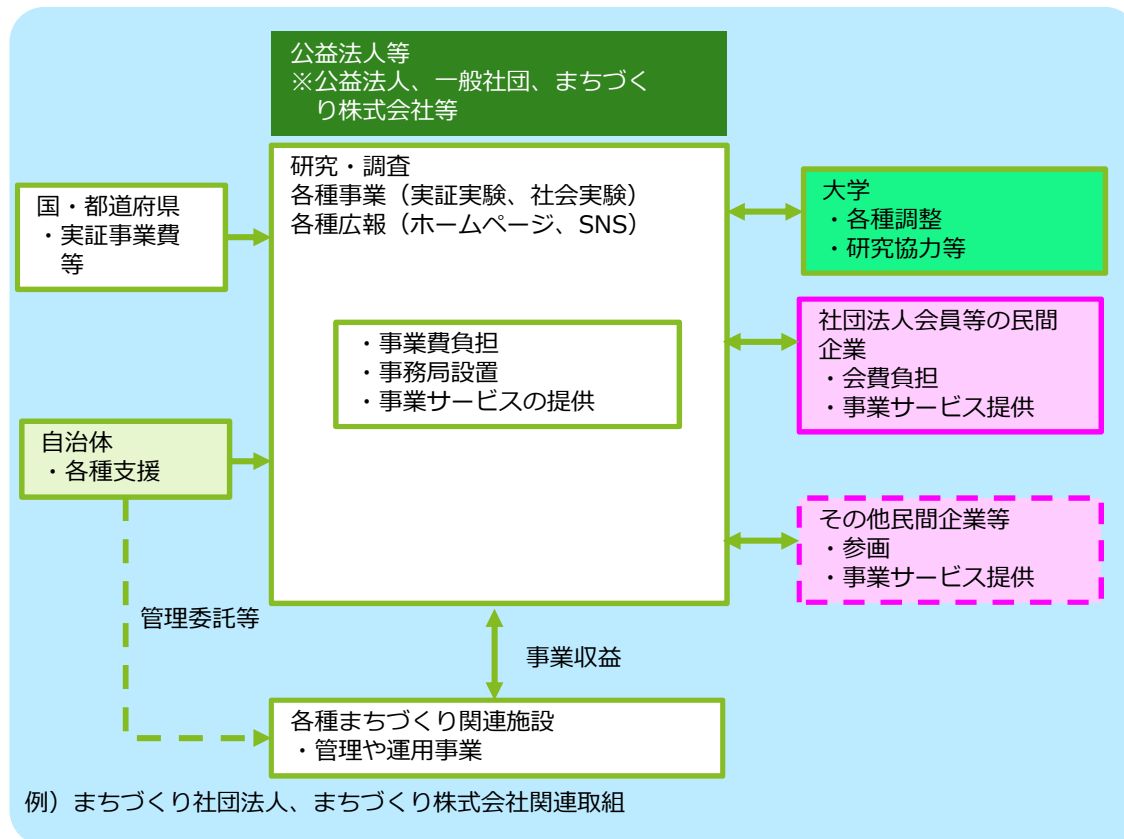 公益法人等
※公益法人、一般社団、まちづく
り株式会社等
研究・調査
各種事業（実証実験、社会実験）
各種広報（ホームページ、SNS）
国・都道府県
・実証事業費
等
大学
・各種調整
・研究協力等
・事業費負担
・事務局設置
・事業サービスの提供
社団法人会員等の民間
企業
・会費負担
・事業サービス提供
自治体
・各種支援
その他民間企業等
・参画
・事業サービス提供
管理委託等
事業収益
各種まちづくり関連施設
・管理や運用事業
例）まちづくり社団法人、まちづくり株式会社関連取組